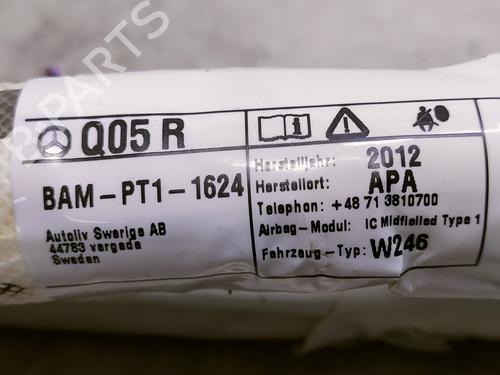 B-PARTS
Q05 R
BAM-PT1-1624
Autoliv Swerige AB
44783 vargada
Sweden
Herstelljahr: 2012
Herstellort: APA
Telephon: +48 71 3810700
Airbag-Modul: IC Midfielled Type 1
Fahrzeug-Typ: W246